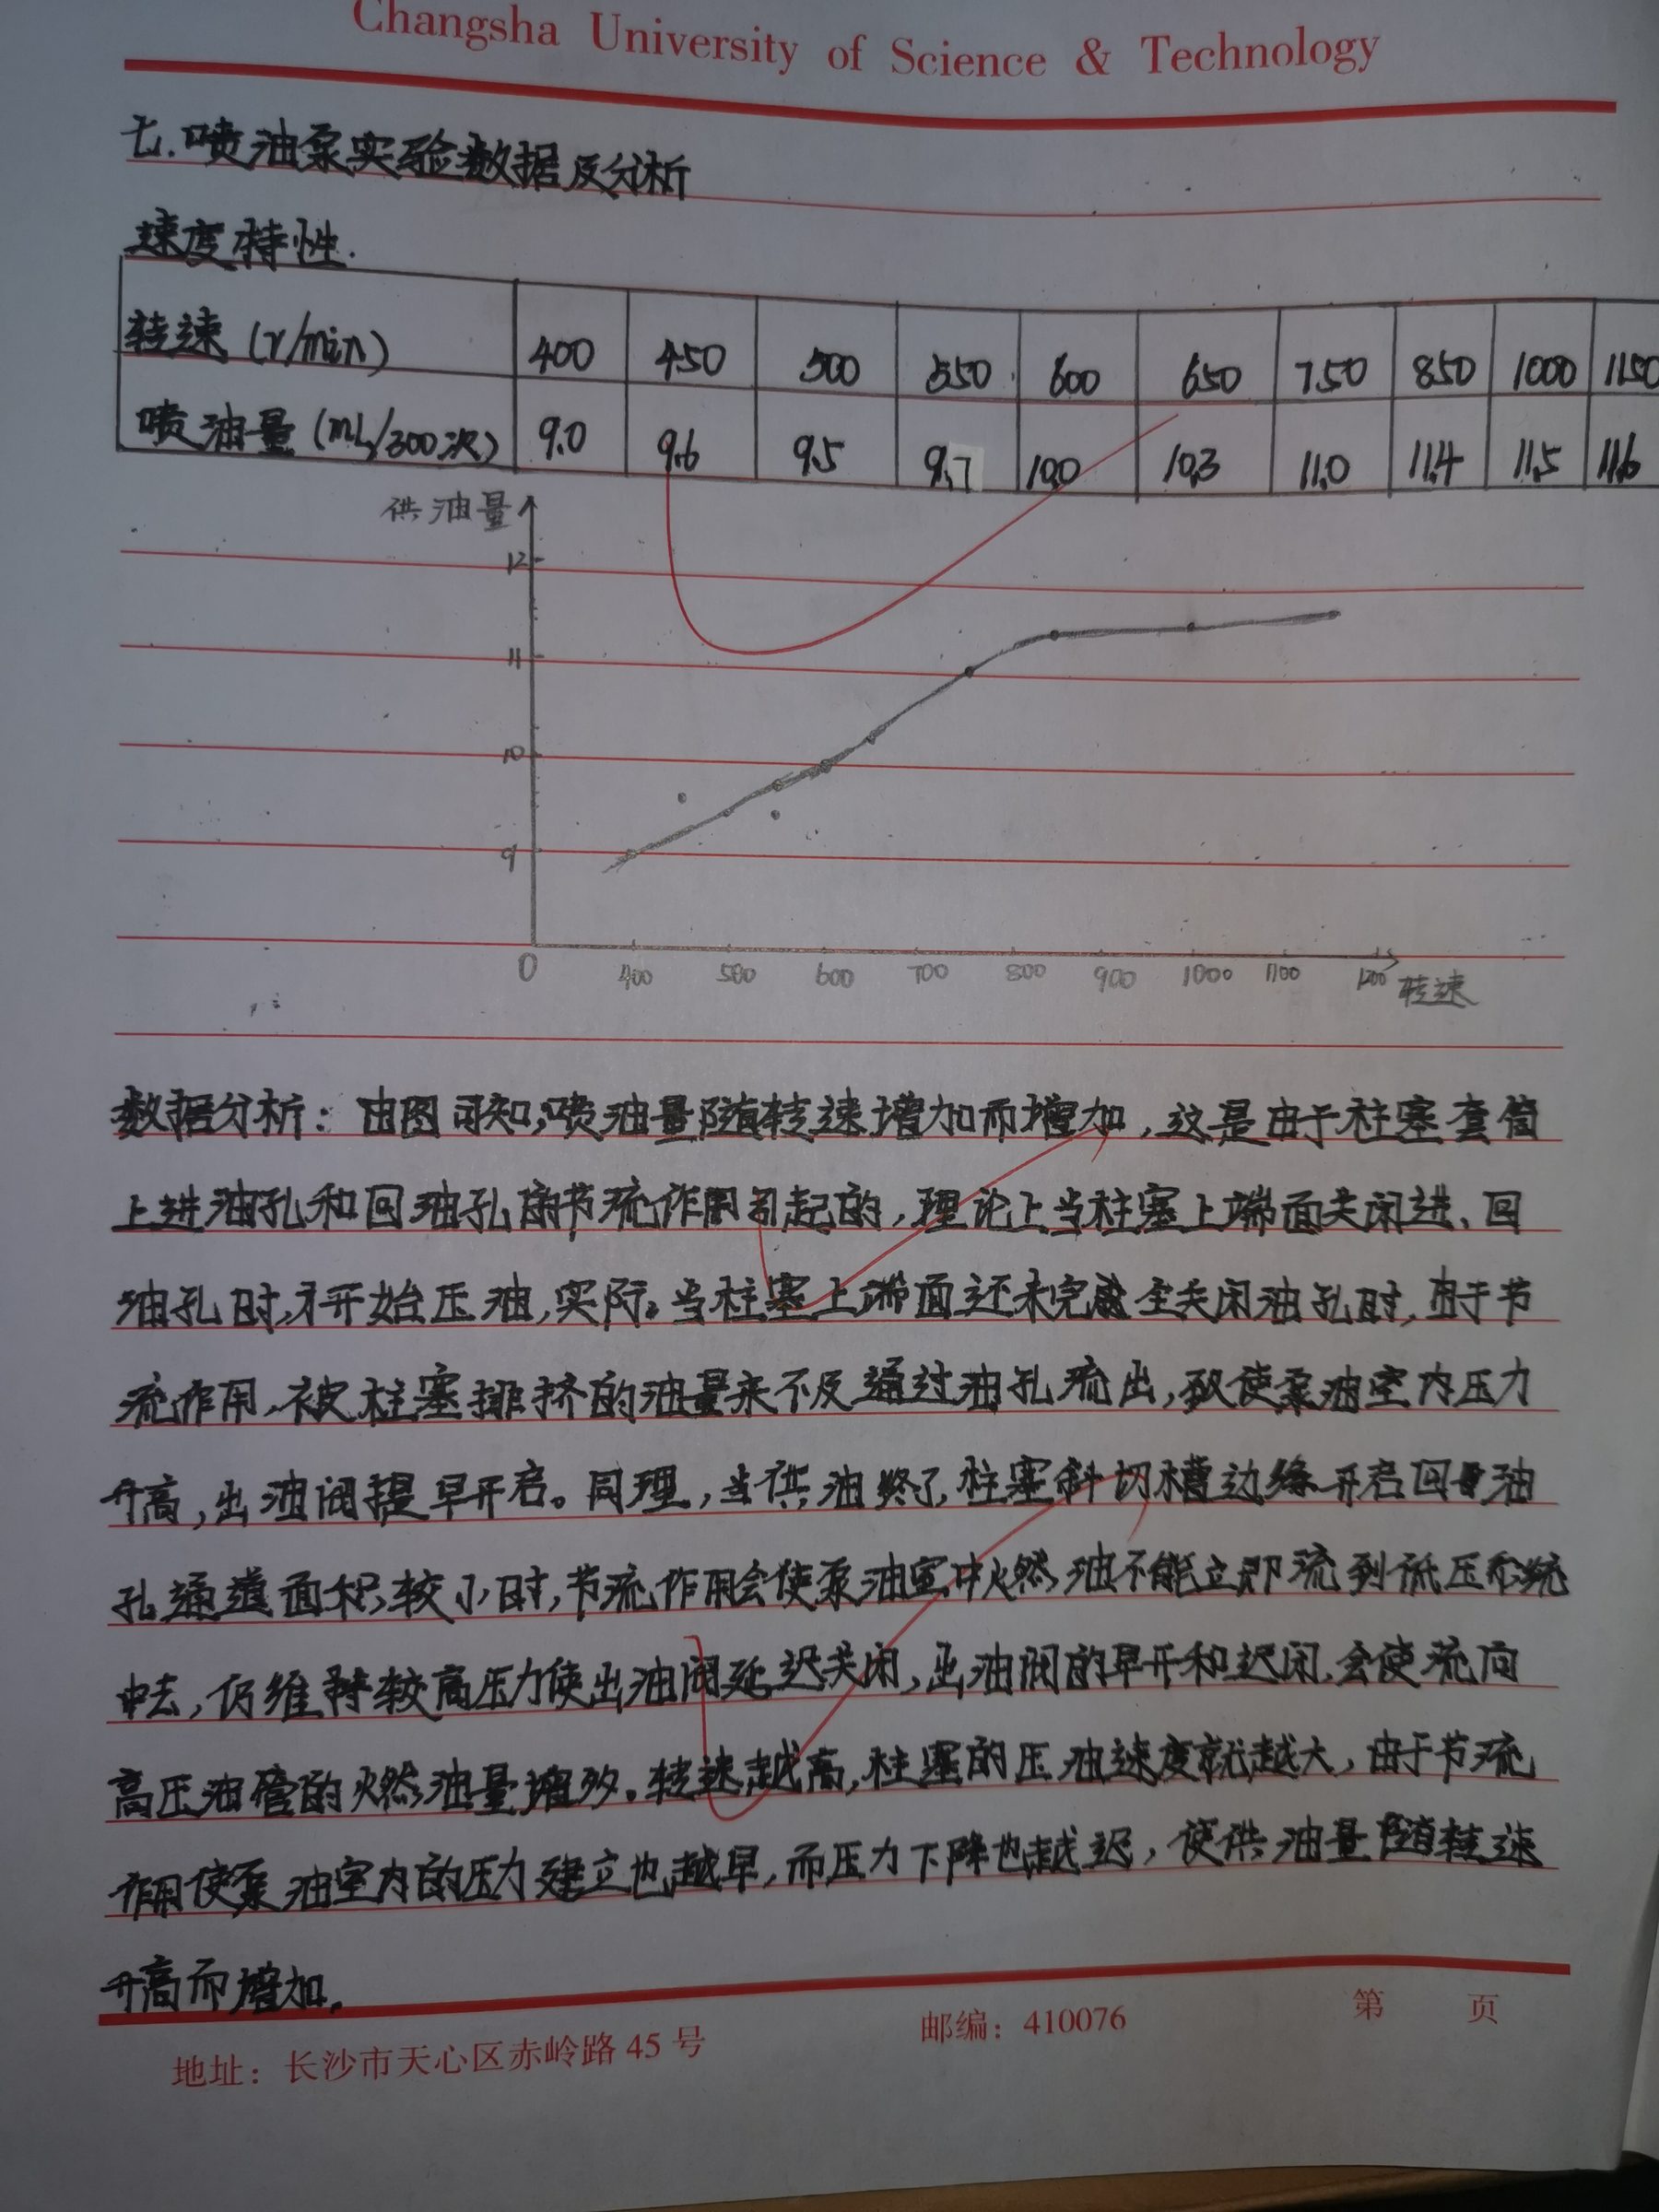 Changsha University of Science & Technology
七.喷油泵实验数据及分析
速度特性.
转速 (r/min) 400 450 500 550 600 650 750 850 1000 1150
喷油量 (mL/300次) 9.0 9.6 9.5 9.7 10.0 10.3 11.0 11.4 11.5 11.6
供油量
12
11
10
9
0 400 500 600 700 800 900 1000 1100 1200 转速
数据分析：由图可知,喷油量随转速增加而增加,这是由于柱塞套筒
上进油孔和回油孔的节流作用引起的,理论上当柱塞上端面关闭进、回
油孔时,才开始压油,实际。当柱塞上端面还未完全关闭油孔时,由于节
流作用,被柱塞排挤的油量来不及通过油孔流出,致使泵油室内压力
升高,出油阀提早开启。同理,当供油终了,柱塞斜切槽边缘开启回油
孔通道面积较小时,节流作用会使泵油室中火然油不能立即流到低压系统
中去,仍维持较高压力使出油阀延迟关闭,出油阀的早开和迟闭,会使流向
高压油管的火然油量增多.转速越高,柱塞的压油速度就越大,由于节流
作用使泵油室内的压力建立也越早,而压力下降也越迟,使供油量随转速
升高而增加.
地址：长沙市天心区赤岭路 45 号 邮编：410076 第 页